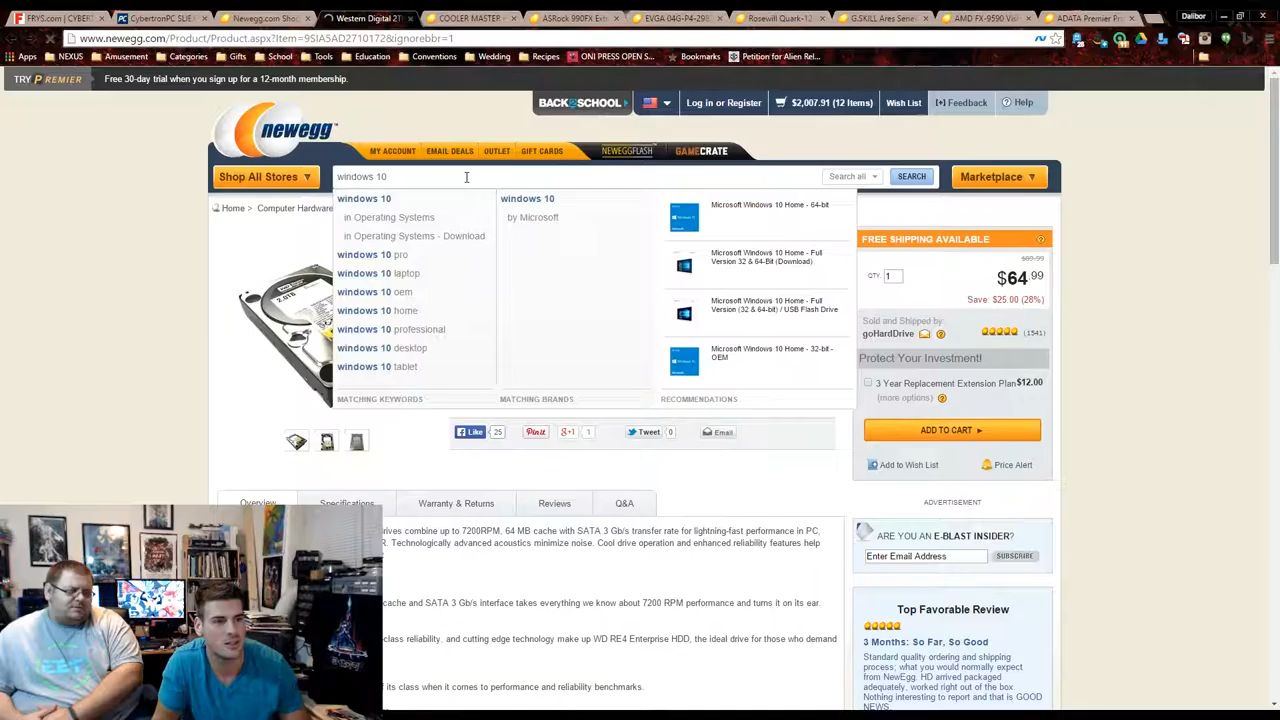 FRYS.com | CYBERT
CybertronPC SLIE
Newegg.com Sho
Western Digital 2T
COOLER MASTER
ASRock 990FX Ext
EVGA 04G-P4-298
Rosewill Quark-12
G.SKILL Ares Serie
AMD FX-9590 Vis
ADATA Premier Pro
Dalibor
www.newegg.com/Product/Product.aspx?Item=9SIA5AD2710172&ignorebbr=1
Apps NEXUS Amusement Categories Gifts School Tools Education Conventions Wedding Recipes ONI PRESS OPEN S... Bookmarks Petition for Alien Rel...
TRY PREMIER Free 30-day trial when you sign up for a 12-month membership.
BACK2SCHOOL
Log in or Register
$2,007.91 (12 Items)
Wish List
[+] Feedback
Help
newegg
MY ACCOUNT EMAIL DEALS OUTLET GIFT CARDS NEWEGGFLASH GAMECRATE
Shop All Stores
windows 10
Search all
SEARCH
Marketplace
Home > Computer Hardware
windows 10
in Operating Systems
in Operating Systems - Download
windows 10 pro
windows 10 laptop
windows 10 oem
windows 10 home
windows 10 professional
windows 10 desktop
windows 10 tablet
MATCHING KEYWORDS
windows 10
by Microsoft
MATCHING BRANDS
Microsoft Windows 10 Home - 64-bit
Microsoft Windows 10 Home - Full
Version 32 & 64-Bit (Download)
Microsoft Windows 10 Home - Full
Version (32 & 64-bit) / USB Flash Drive
Microsoft Windows 10 Home - 32-bit -
OEM
RECOMMENDATIONS
FREE SHIPPING AVAILABLE
$89.99
QTY. 1
$64.99
Save: $25.00 (28%)
Sold and Shipped by:
goHardDrive
(1541)
Protect Your Investment!
3 Year Replacement Extension Plan $12.00
(more options)
ADD TO CART
Add to Wish List
Price Alert
2.0TB
Like 25
Pin it
g+1 1
Tweet 0
Email
Overview Specifications Warranty & Returns Reviews Q&A
rives combine up to 7200RPM, 64 MB cache with SATA 3 Gb/s transfer rate for lightning-fast performance in PC,
R. Technologically advanced acoustics minimize noise. Cool drive operation and enhanced reliability features help
cache and SATA 3 Gb/s interface takes everything we know about 7200 RPM performance and turns it on its ear.
-class reliability, and cutting edge technology make up WD RE4 Enterprise HDD, the ideal drive for those who demand
of its class when it comes to performance and reliability benchmarks.
ADVERTISEMENT
ARE YOU AN E-BLAST INSIDER?
Enter Email Address
SUBSCRIBE
Top Favorable Review
3 Months: So Far, So Good
Standard quality ordering and shipping
process; what you would normally expect
from NewEgg. HD arrived packaged
adequately, worked right out of the box.
Nothing interesting to report and that is GOOD
NEWS.